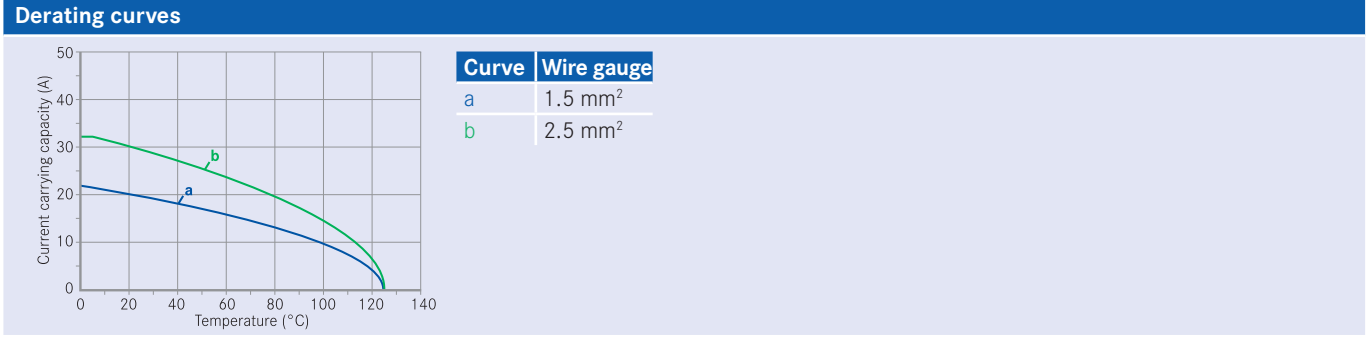 Derating curves
Current carrying capacity (A)
50
40
30
20
10
0
b
a
0 20 40 60 80 100 120 140
Temperature (°C)
Curve Wire gauge
a 1.5 mm²
b 2.5 mm²